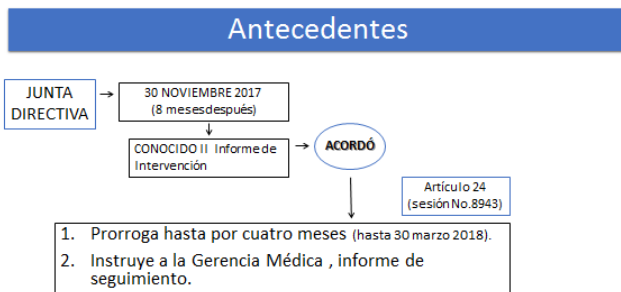 Antecedentes
JUNTA
DIRECTIVA
→
30 NOVIEMBRE 2017
(8 mesesdespués)
CONOCIDO II Informe de
Intervención
→
ACORDÓ
Artículo 24
(sesión No.8943)
1. Prorroga hasta por cuatro meses (hasta 30 marzo 2018).
2. Instruye a la Gerencia Médica , informe de
seguimiento.